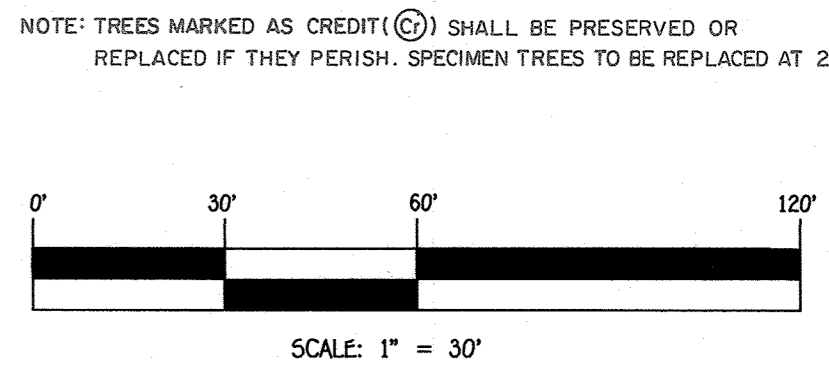 NOTE: TREES MARKED AS CREDIT (Cr) SHALL BE PRESERVED OR
REPLACED IF THEY PERISH. SPECIMEN TREES TO BE REPLACED AT 2
0' 30' 60' 120'
SCALE: 1" = 30'